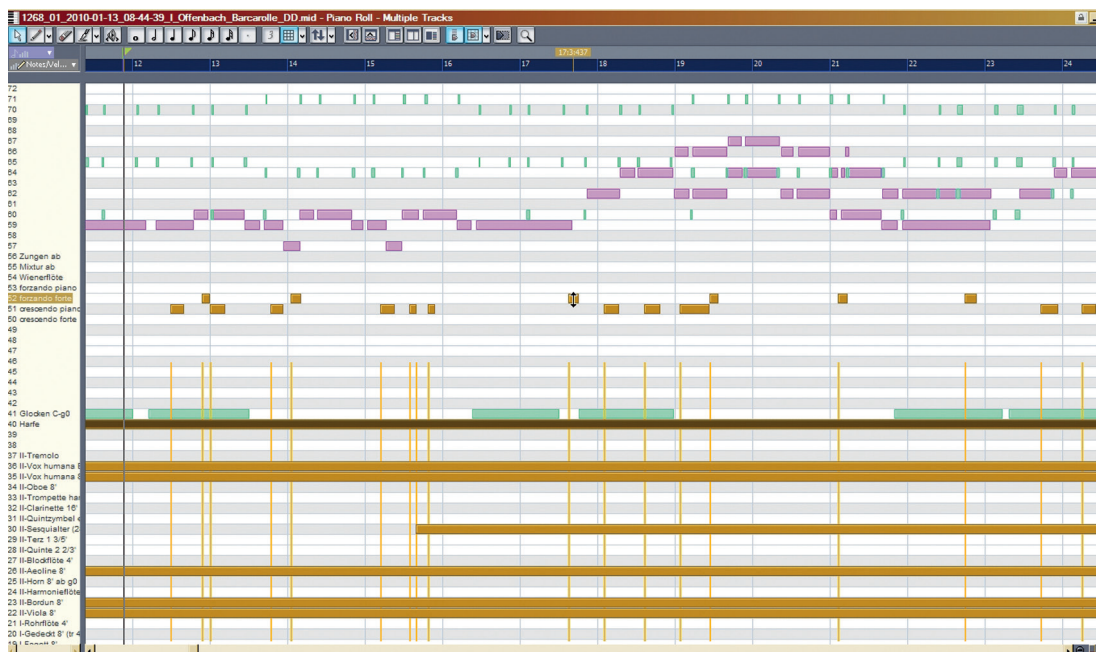 1268_01_2010-01-13_08-44-39_I_Offenbach_Barcarolle_DD.mid - Piano Roll - Multiple Tracks
3
17:3:437
Notes/Vel...
12 13 14 15 16 17 18 19 20 21 22 23 24
72
71
70
69
68
67
66
65
64
63
62
61
60
59
58
57
56 Zungen ab
55 Mixtur ab
54 Wienerflöte
53 forzando piano
52 forzando forte
51 crescendo piano
50 crescendo forte
49
48
47
46
45
44
43
42
41 Glocken C-g0
40 Harfe
39
38
37 II-Tremolo
36 II-Vox humana 8
35 II-Vox humana 8
34 II-Oboe 8'
33 II-Trompette har
32 II-Clarinette 16'
31 II-Quintzymbel
30 II-Sesquialter (2
29 II-Terz 1 3/5'
28 II-Quinte 2 2/3'
27 II-Blockflöte 4'
26 II-Aeoline 8'
25 II-Horn 8' ab g0
24 II-Harmonieflöte
23 II-Bordun 8'
22 II-Viola 8'
21 I-Rohrflöte 4'
20 I-Gedeckt 8' (tr 4
19 I-Fagott 8'